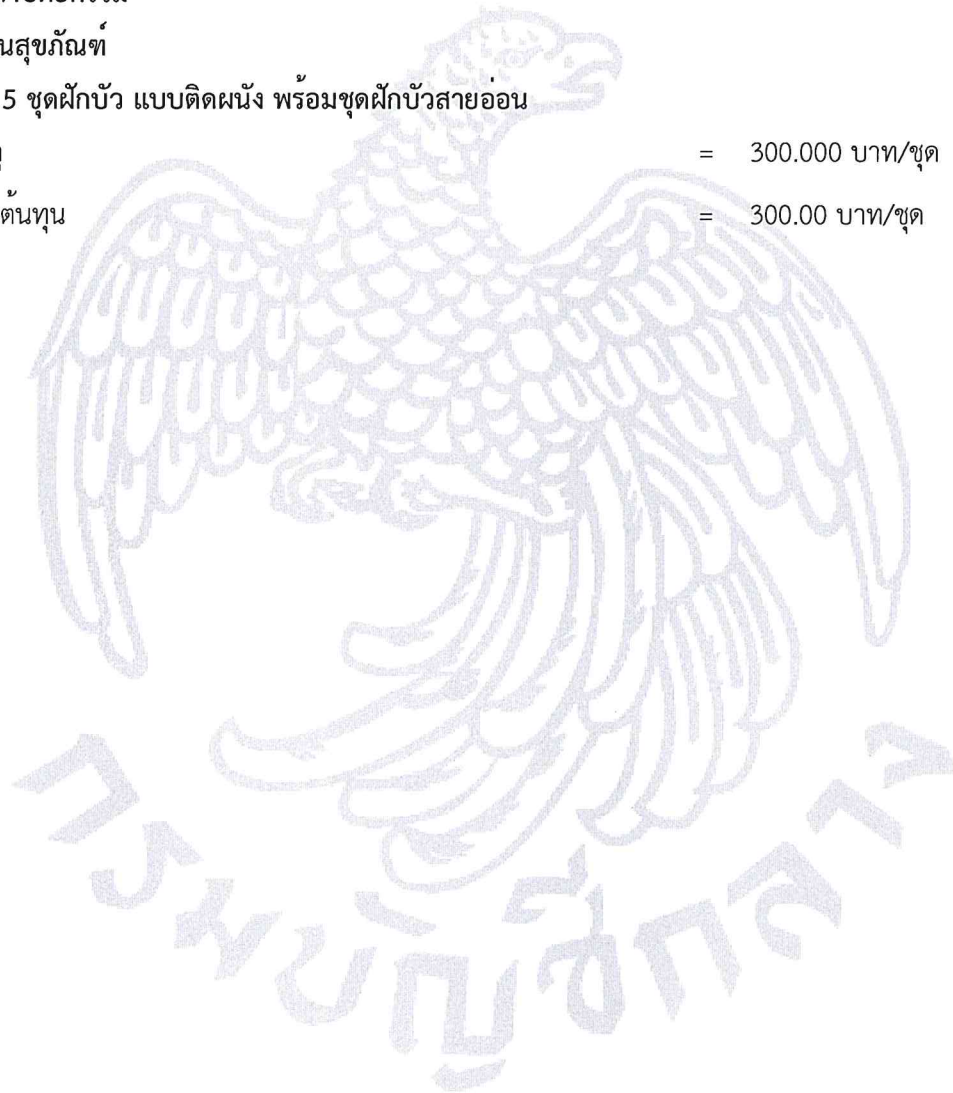 นสุขภัณฑ์
5 ชุดฝักบัว แบบติดผนัง พร้อมชุดฝักบัวสายอ่อน
= 300.000 บาท/ชุด
ต้นทุน = 300.00 บาท/ชุด
กรมบัญชีกลาง